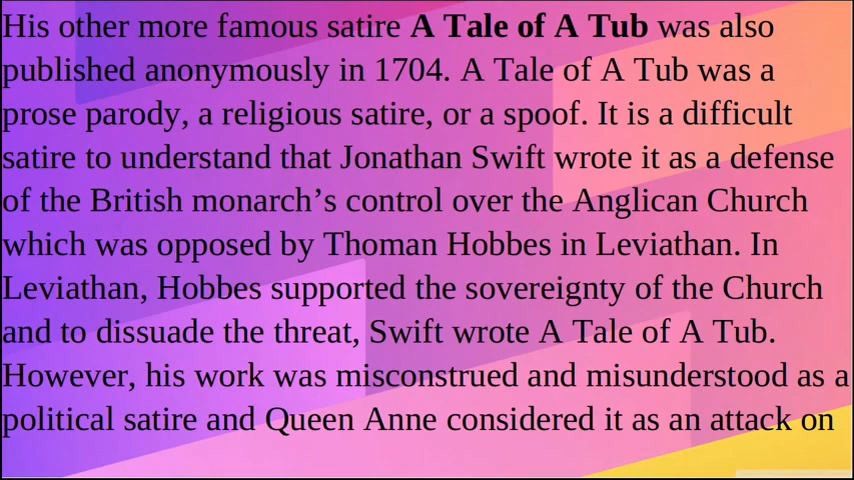 His other more famous satire A Tale of A Tub was also
published anonymously in 1704. A Tale of A Tub was a
prose parody, a religious satire, or a spoof. It is a difficult
satire to understand that Jonathan Swift wrote it as a defense
of the British monarch’s control over the Anglican Church
which was opposed by Thoman Hobbes in Leviathan. In
Leviathan, Hobbes supported the sovereignty of the Church
and to dissuade the threat, Swift wrote A Tale of A Tub.
However, his work was misconstrued and misunderstood as a
political satire and Queen Anne considered it as an attack on